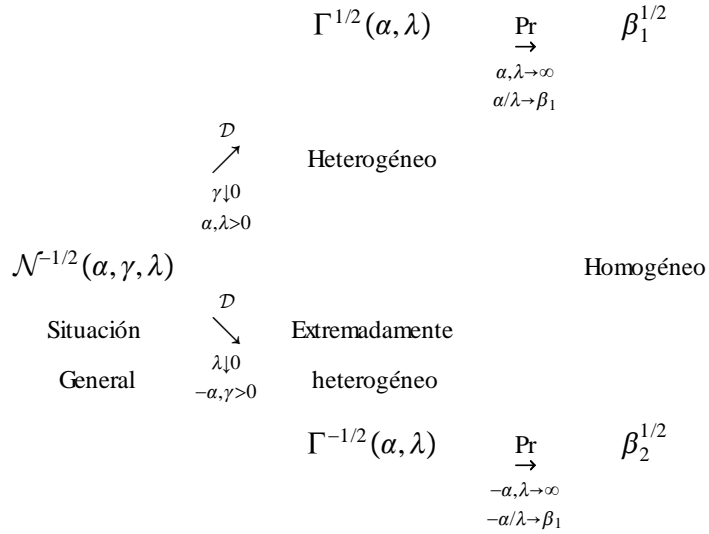 Γ^{1/2}(α, λ) Pr → β_1^{1/2}
α,λ→∞
α/λ→β_1
𝒟
↗ Heterogéneo
γ↓0
α,λ>0
𝒩^{-1/2}(α, γ, λ) Homogéneo
𝒟
Situación ↘ Extremadamente
General λ↓0 heterogéneo
−α,γ>0
Γ^{-1/2}(α, λ) Pr → β_2^{1/2}
−α,λ→∞
−α/λ→β_1